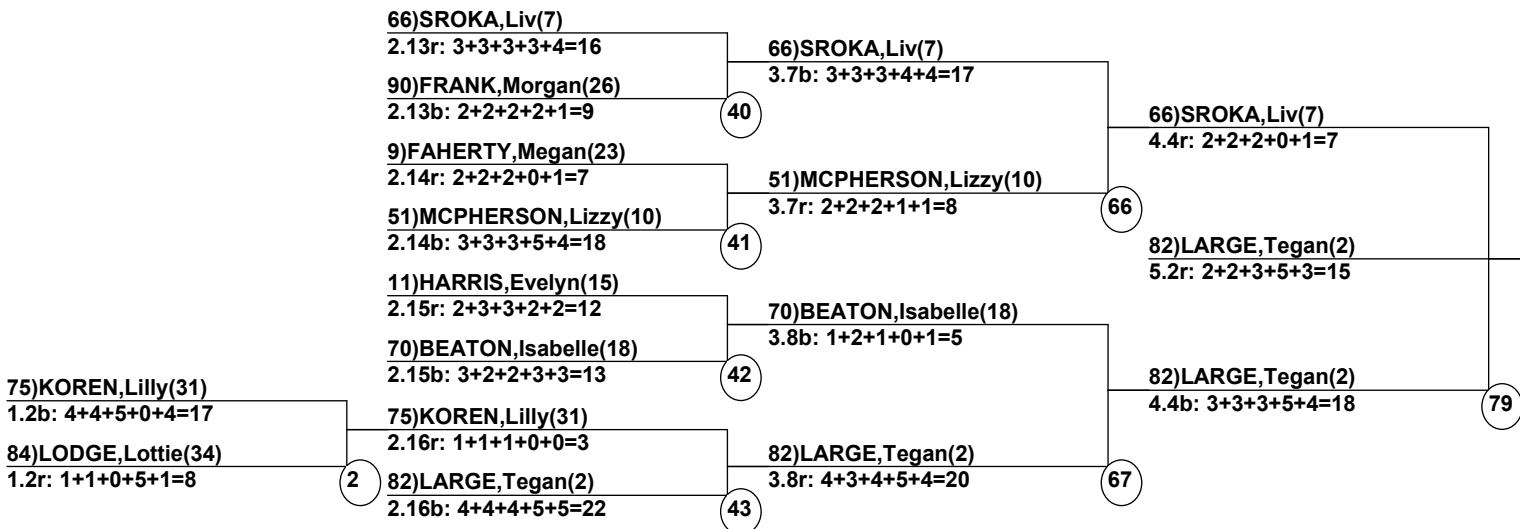 66)SROKA,Liv(7)
2.13r: 3+3+3+3+4=16
90)FRANK,Morgan(26)
2.13b: 2+2+2+2+1=9
40
9)FAHERTY,Megan(23)
2.14r: 2+2+2+0+1=7
51)MCPHERSON,Lizzy(10)
2.14b: 3+3+3+5+4=18
41
11)HARRIS,Evelyn(15)
2.15r: 2+3+3+2+2=12
70)BEATON,Isabelle(18)
2.15b: 3+2+2+3+3=13
42
75)KOREN,Lilly(31)
1.2b: 4+4+5+0+4=17
84)LODGE,Lottie(34)
1.2r: 1+1+0+5+1=8
2
75)KOREN,Lilly(31)
2.16r: 1+1+1+0+0=3
82)LARGE,Tegan(2)
2.16b: 4+4+4+5+5=22
43
66)SROKA,Liv(7)
3.7b: 3+3+3+4+4=17
51)MCPHERSON,Lizzy(10)
3.7r: 2+2+2+1+1=8
66
70)BEATON,Isabelle(18)
3.8b: 1+2+1+0+1=5
82)LARGE,Tegan(2)
3.8r: 4+3+4+5+4=20
67
66)SROKA,Liv(7)
4.4r: 2+2+2+0+1=7
82)LARGE,Tegan(2)
5.2r: 2+2+3+5+3=15
82)LARGE,Tegan(2)
4.4b: 3+3+3+5+4=18
79